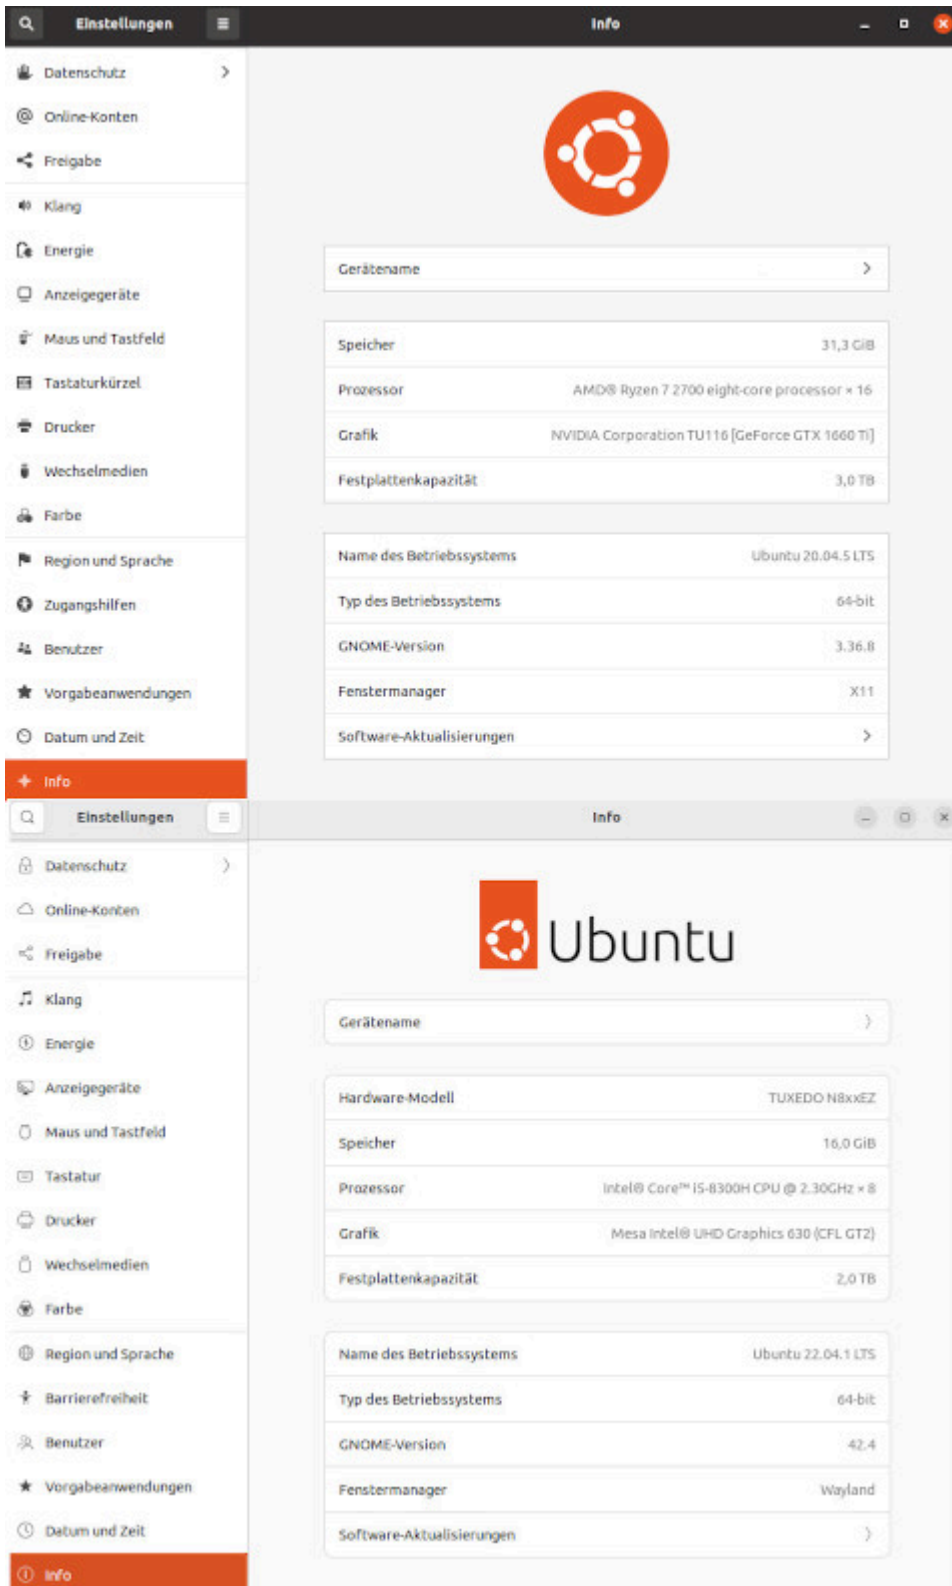 Einstellungen
Info
Datenschutz
Online-Konten
Freigabe
Klang
Energie
Anzeigegeräte
Maus und Tastfeld
Tastaturkürzel
Drucker
Wechselmedien
Farbe
Region und Sprache
Zugangshilfen
Benutzer
Vorgabeanwendungen
Datum und Zeit
Info
Gerätename
Speicher 31,3 GiB
Prozessor AMD® Ryzen 7 2700 eight-core processor × 16
Grafik NVIDIA Corporation TU116 [GeForce GTX 1660 Ti]
Festplattenkapazität 3,0 TB
Name des Betriebssystems Ubuntu 20.04.5 LTS
Typ des Betriebssystems 64-bit
GNOME-Version 3.36.8
Fenstermanager X11
Software-Aktualisierungen
Einstellungen
Info
Datenschutz
Online-Konten
Freigabe
Klang
Energie
Anzeigegeräte
Maus und Tastfeld
Tastatur
Drucker
Wechselmedien
Farbe
Region und Sprache
Barrierefreiheit
Benutzer
Vorgabeanwendungen
Datum und Zeit
Info
Ubuntu
Gerätename
Hardware-Modell TUXEDO N8xxEZ
Speicher 16,0 GiB
Prozessor Intel® Core™ i5-8300H CPU @ 2.30GHz × 8
Grafik Mesa Intel® UHD Graphics 630 (CFL GT2)
Festplattenkapazität 2,0 TB
Name des Betriebssystems Ubuntu 22.04.1 LTS
Typ des Betriebssystems 64-bit
GNOME-Version 42.4
Fenstermanager Wayland
Software-Aktualisierungen